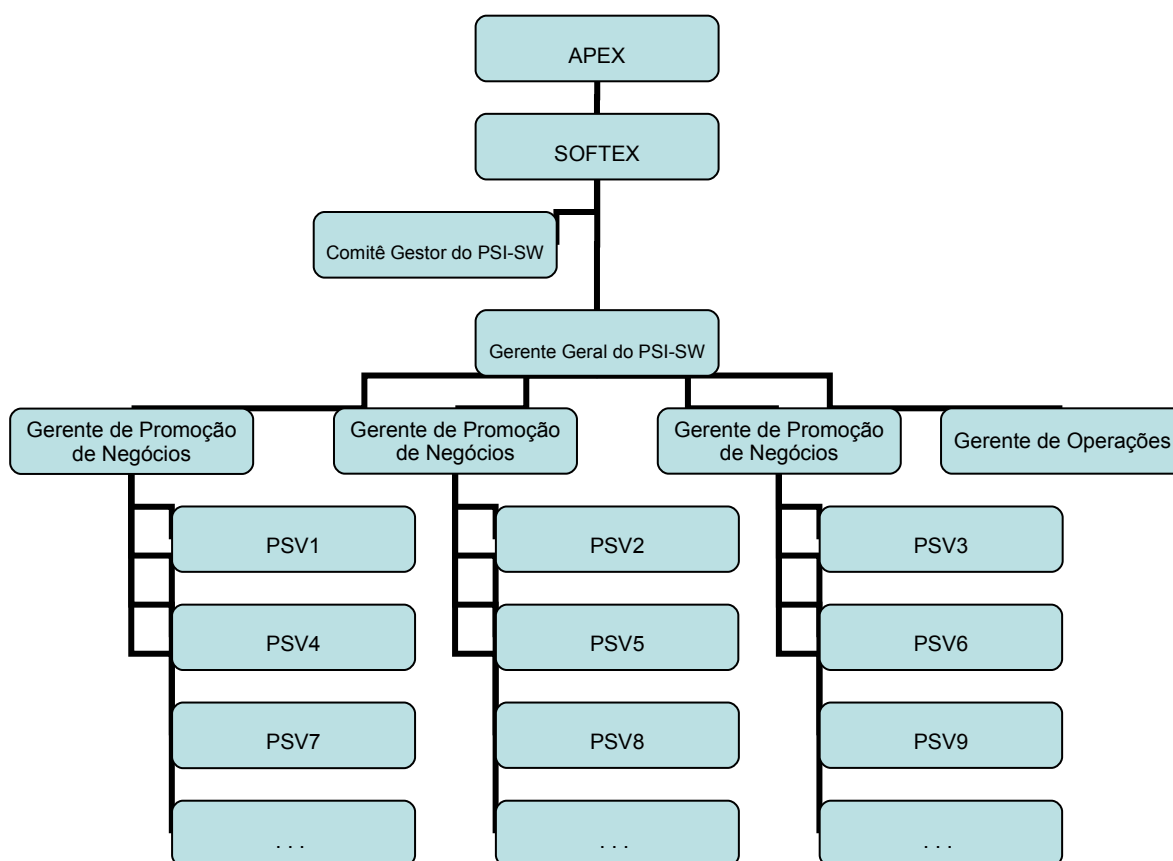 APEX
SOFTEX
Comitê Gestor do PSI-SW
Gerente Geral do PSI-SW
Gerente de Promoção
de Negócios
Gerente de Promoção
de Negócios
Gerente de Promoção
de Negócios
Gerente de Operações
PSV1
PSV2
PSV3
PSV4
PSV5
PSV6
PSV7
PSV8
PSV9
. . .
. . .
. . .